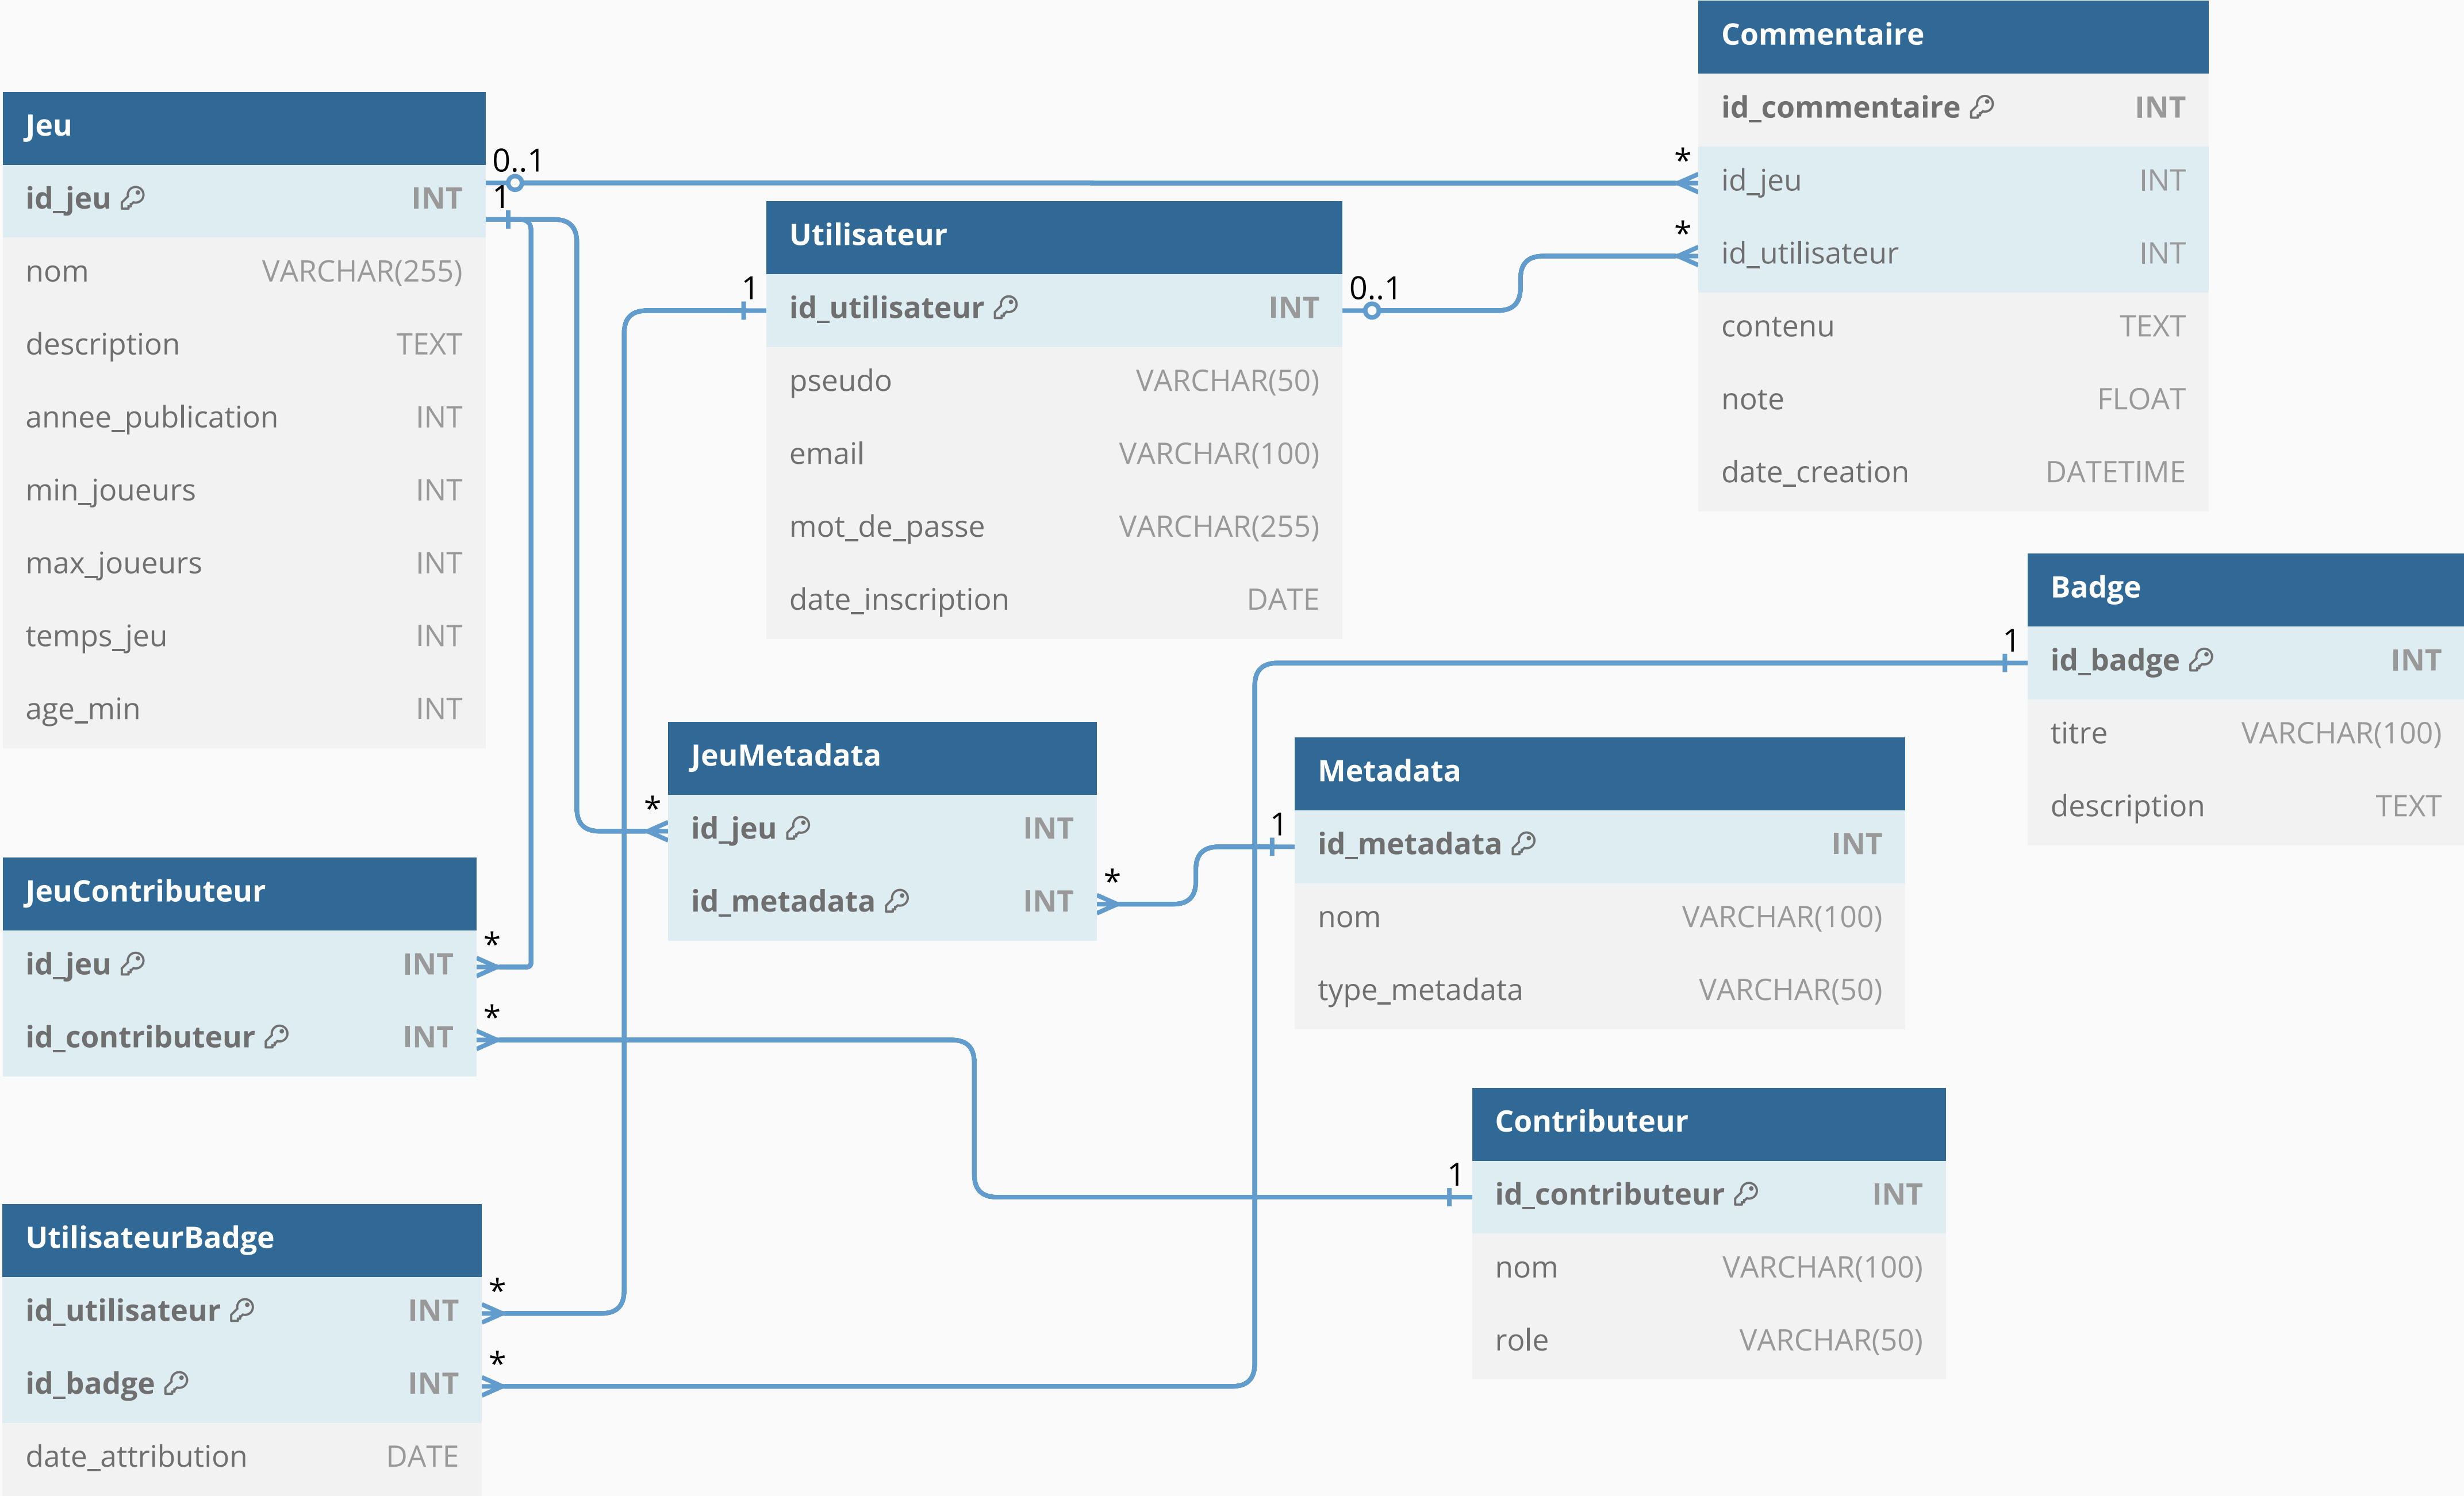 Commentaire
id_commentaire INT
id_jeu INT
id_utilisateur INT
contenu TEXT
note FLOAT
date_creation DATETIME
Jeu
id_jeu INT
nom VARCHAR(255)
description TEXT
annee_publication INT
min_joueurs INT
max_joueurs INT
temps_jeu INT
age_min INT
0..1
1
*
*
Utilisateur
1
0..1
id_utilisateur INT
pseudo VARCHAR(50)
email VARCHAR(100)
mot_de_passe VARCHAR(255)
date_inscription DATE
Badge
1
id_badge INT
titre VARCHAR(100)
description TEXT
JeuMetadata
*
id_jeu INT
*
id_metadata INT
Metadata
1
id_metadata INT
nom VARCHAR(100)
type_metadata VARCHAR(50)
JeuContributeur
*
id_jeu INT
*
id_contributeur INT
Contributeur
1
id_contributeur INT
nom VARCHAR(100)
role VARCHAR(50)
UtilisateurBadge
*
id_utilisateur INT
*
id_badge INT
date_attribution DATE